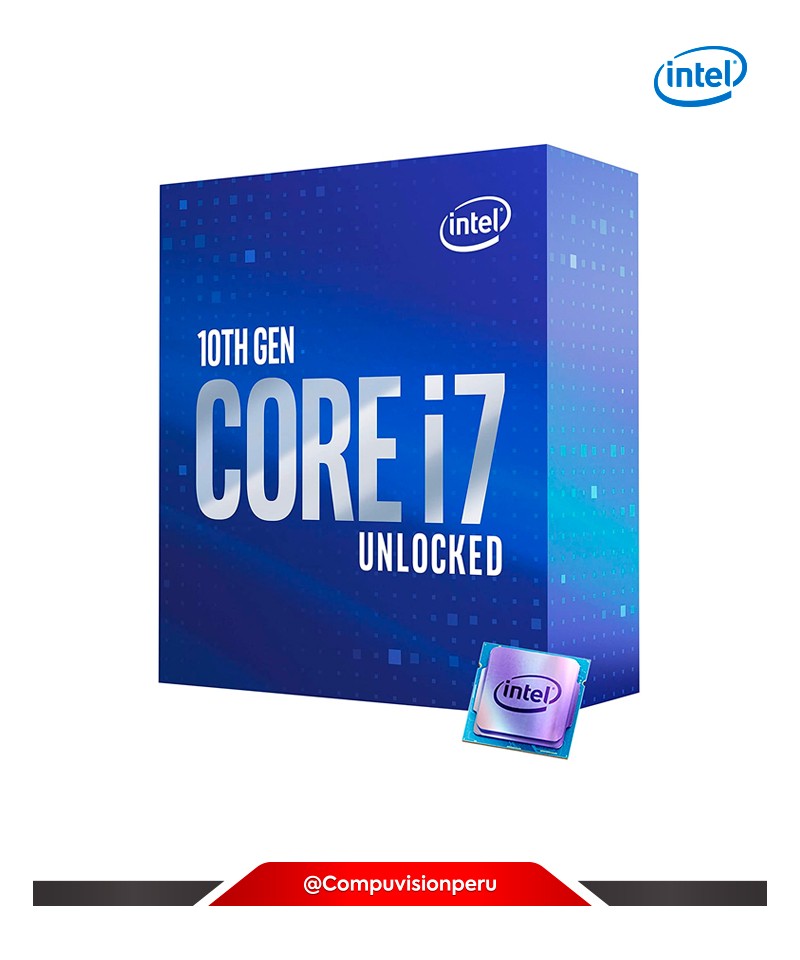 intel
intel
10TH GEN
CORE i7
UNLOCKED
intel
@Compuvisionperu